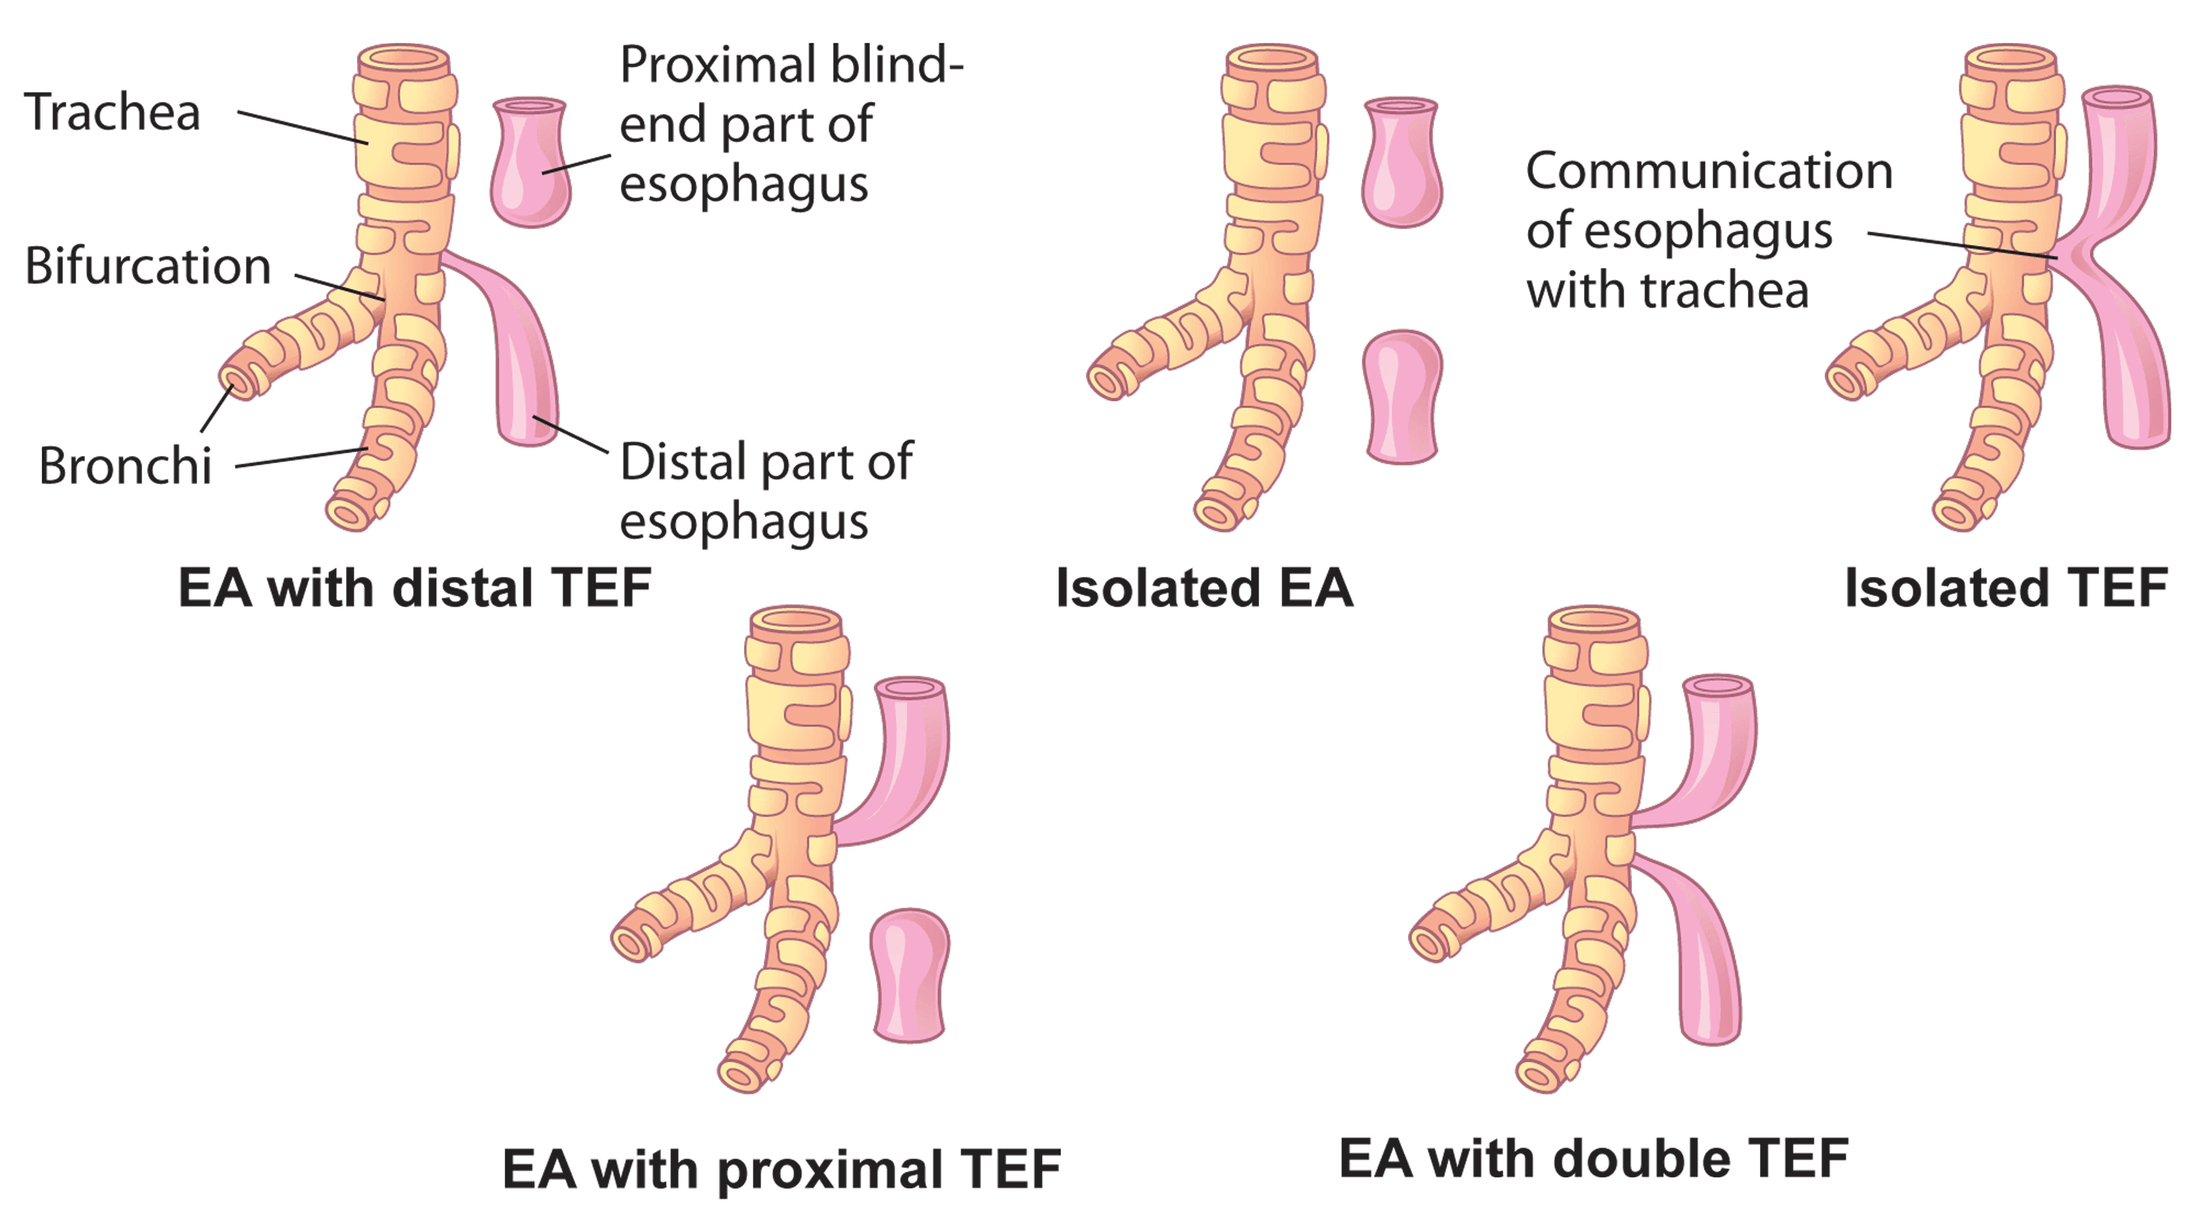 Trachea
Proximal blind-
end part of
esophagus
Bifurcation
Bronchi
Distal part of
esophagus
EA with distal TEF
Isolated EA
Communication
of esophagus
with trachea
Isolated TEF
EA with proximal TEF
EA with double TEF